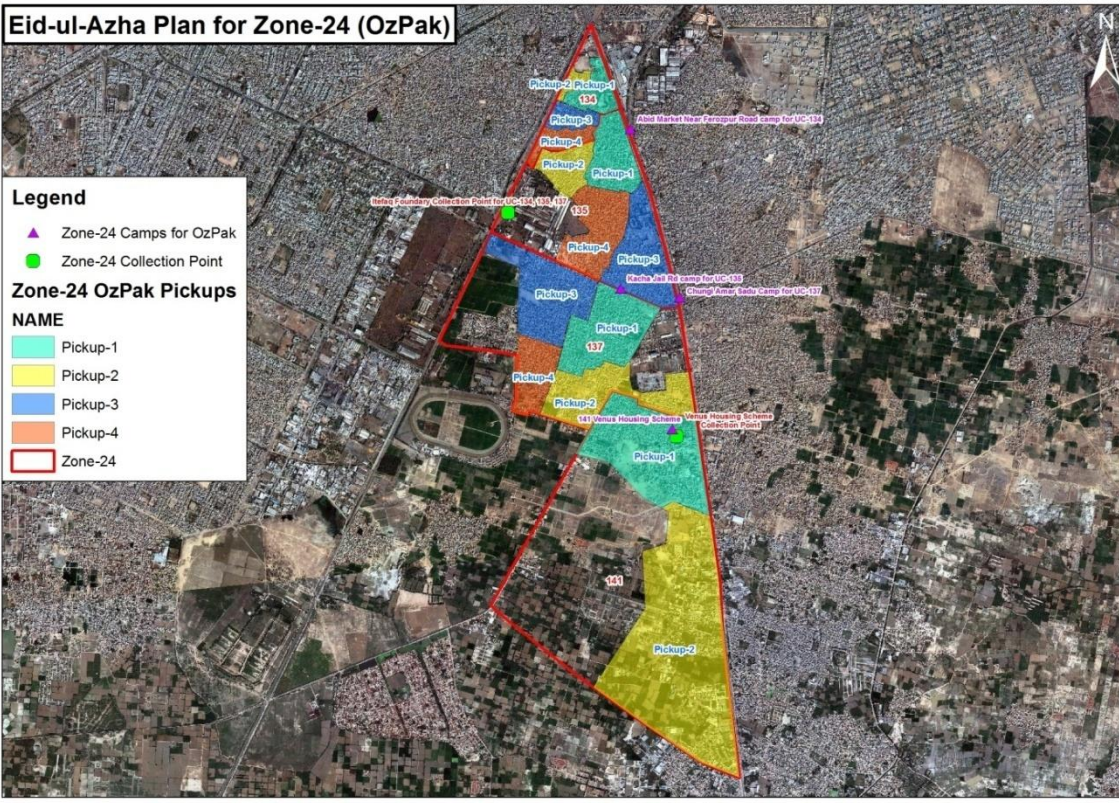 Eid-ul-Azha Plan for Zone-24 (OzPak)
N
Pickup-2
Pickup-1
134
Pickup-3
Abid Market Near Ferozpur Road camp for UC-134
Pickup-4
Pickup-2
Pickup-1
Itefaq Foundary Collection Point for UC-134, 135, 137
135
Pickup-4
Pickup-3
Kacha Jail Rd camp for UC-135
Chungi Amar Sadu Camp for UC-137
Pickup-3
Pickup-1
137
Pickup-4
Pickup-2
141 Venus Housing Scheme
Venus Housing Scheme
Collection Point
Pickup-1
141
Pickup-2
Legend
Zone-24 Camps for OzPak
Zone-24 Collection Point
Zone-24 OzPak Pickups
NAME
Pickup-1
Pickup-2
Pickup-3
Pickup-4
Zone-24